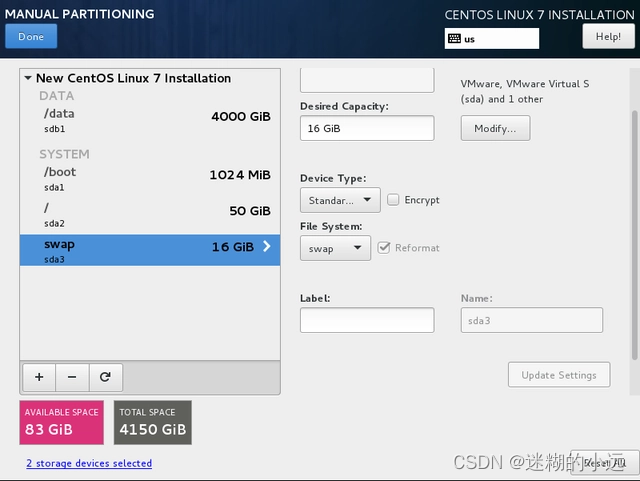 MANUAL PARTITIONING
CENTOS LINUX 7 INSTALLATION
Done
us
Help!
New CentOS Linux 7 Installation
DATA
/data
4000 GiB
sdb1
SYSTEM
/boot
1024 MiB
sda1
/
50 GiB
sda2
swap
16 GiB
sda3
+
−
AVAILABLE SPACE
83 GiB
TOTAL SPACE
4150 GiB
2 storage devices selected
Desired Capacity:
16 GiB
VMware, VMware Virtual S
(sda) and 1 other
Modify...
Device Type:
Standar...
Encrypt
File System:
swap
Reformat
Label:
Name:
sda3
Update Settings
Reset All
CSDN @迷糊的小远